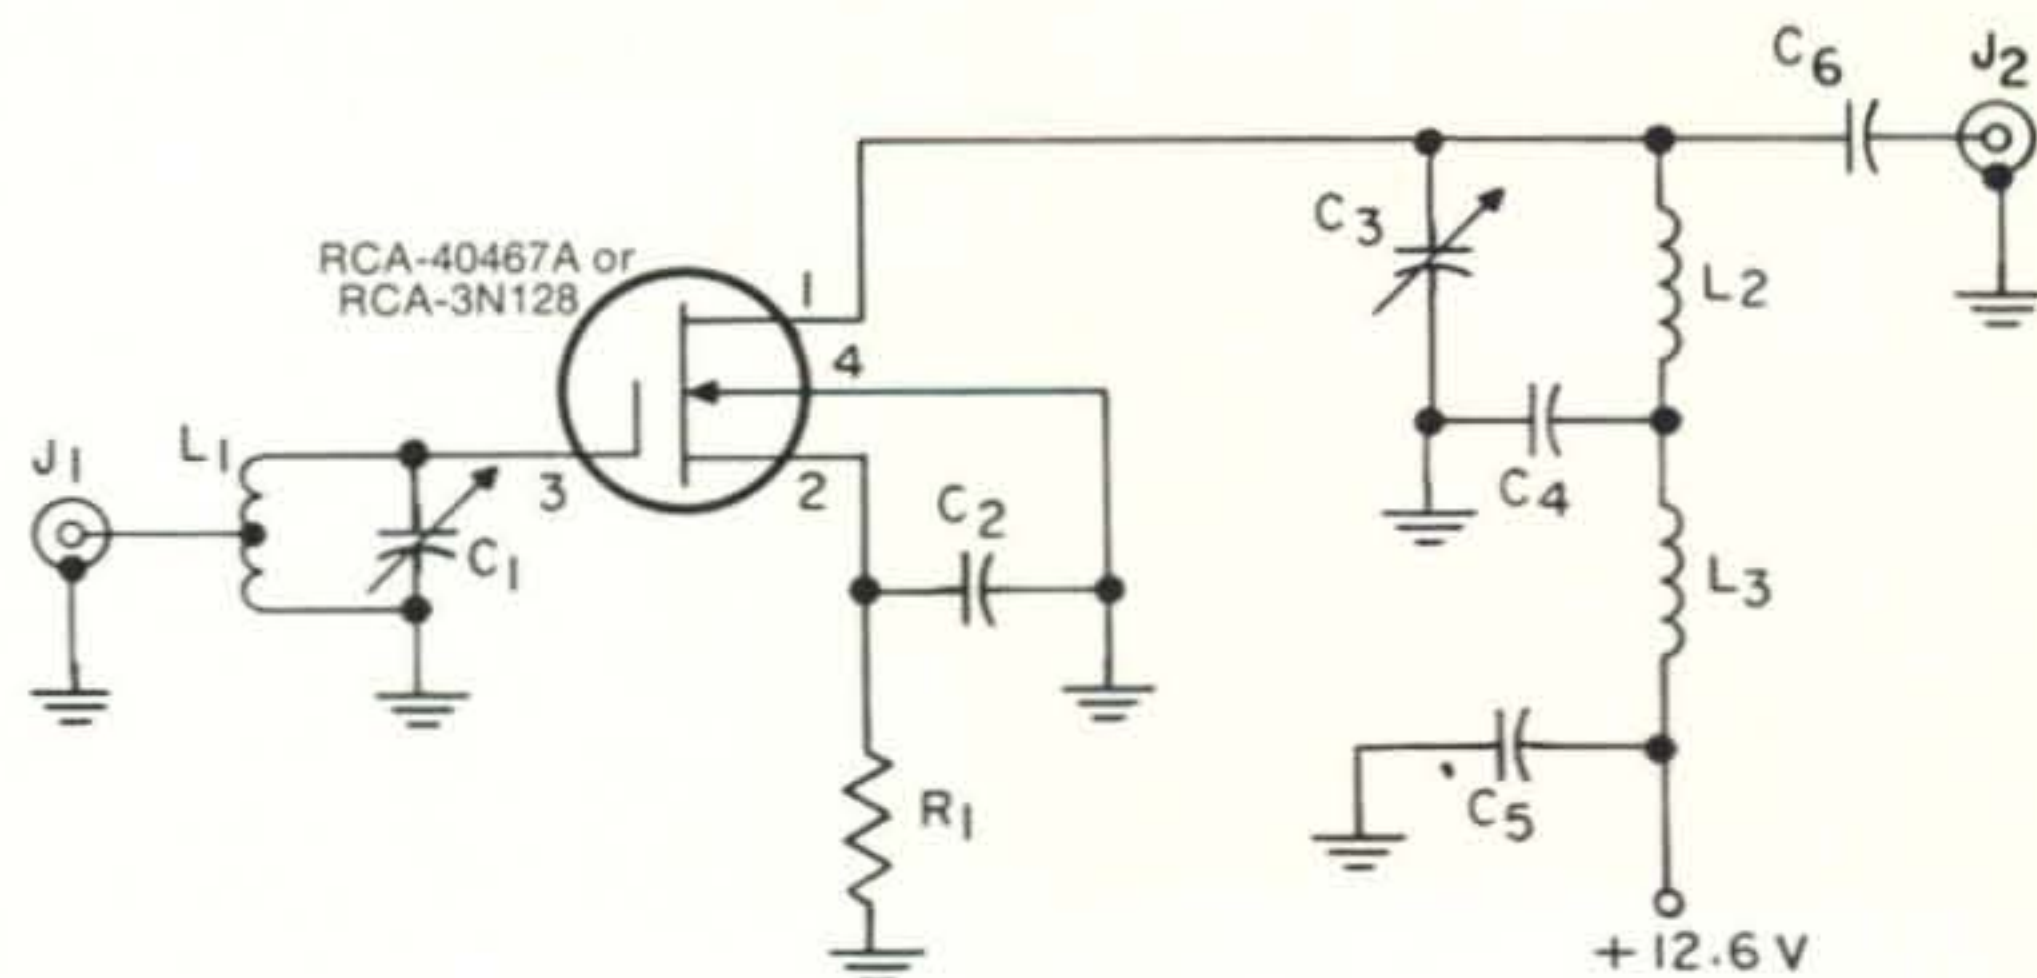 C6
J2
C3
RCA-40467A or
RCA-3N128
1
L2
4
J1
L1
3
2
C2
C4
C1
L3
R1
C5
+12.6 V